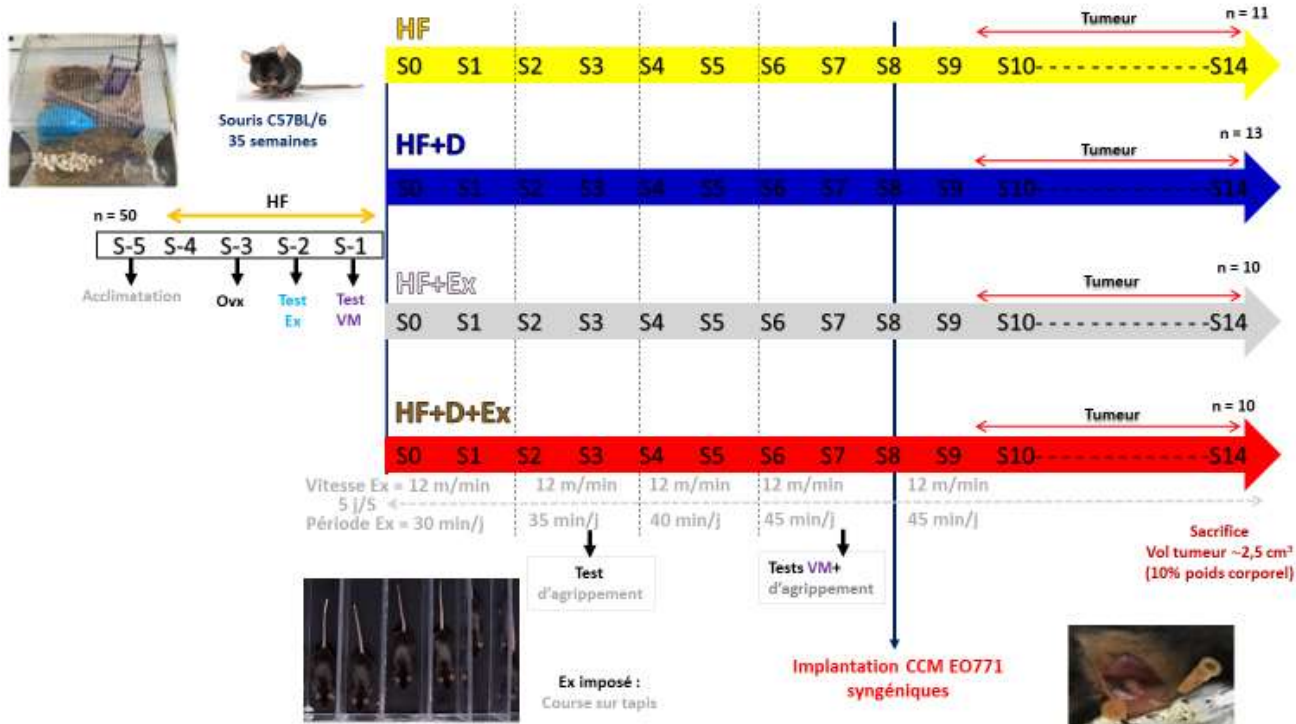 HF
Tumeur
n = 11
S0 S1 S2 S3 S4 S5 S6 S7 S8 S9 S10-----------S14
Souris C57BL/6
35 semaines
HF+D
Tumeur
n = 13
S0 S1 S2 S3 S4 S5 S6 S7 S8 S9 S10-----------S14
HF
n = 50
S-5 S-4 S-3 S-2 S-1
Acclimatation
Ovx
Test
Ex
Test
VM
HF+Ex
Tumeur
n = 10
S0 S1 S2 S3 S4 S5 S6 S7 S8 S9 S10-----------S14
HF+D+Ex
Tumeur
n = 10
S0 S1 S2 S3 S4 S5 S6 S7 S8 S9 S10-----------S14
Vitesse Ex = 12 m/min 12 m/min 12 m/min 12 m/min 12 m/min
5 j/S
Période Ex = 30 min/j 35 min/j 40 min/j 45 min/j 45 min/j
Test
d'agrippement
Tests VM+
d'agrippement
Sacrifice
Vol tumeur ~2,5 cm³
(10% poids corporel)
Implantation CCM EO771
syngéniques
Ex imposé :
Course sur tapis